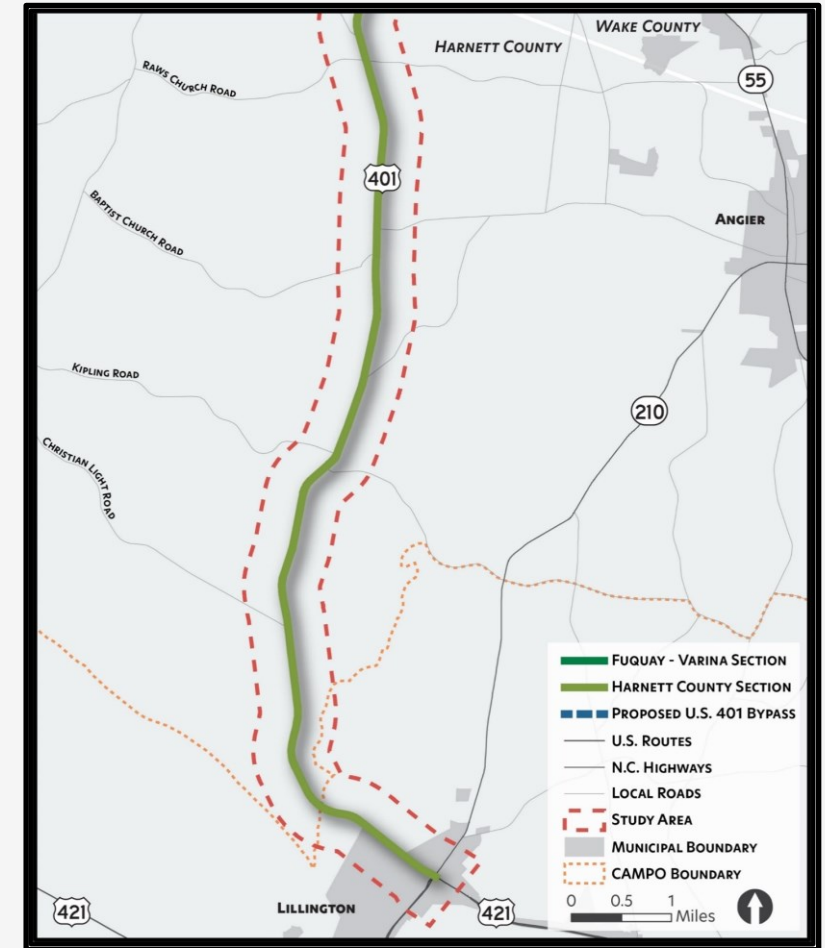 WAKE COUNTY
HARNETT COUNTY
55
RAWS CHURCH ROAD
401
BAPTIST CHURCH ROAD
ANGIER
KIPLING ROAD
210
CHRISTIAN LIGHT ROAD
FUQUAY - VARINA SECTION
HARNETT COUNTY SECTION
PROPOSED U.S. 401 BYPASS
U.S. ROUTES
N.C. HIGHWAYS
LOCAL ROADS
STUDY AREA
MUNICIPAL BOUNDARY
CAMPO BOUNDARY
0 0.5 1
Miles
LILLINGTON
421
421